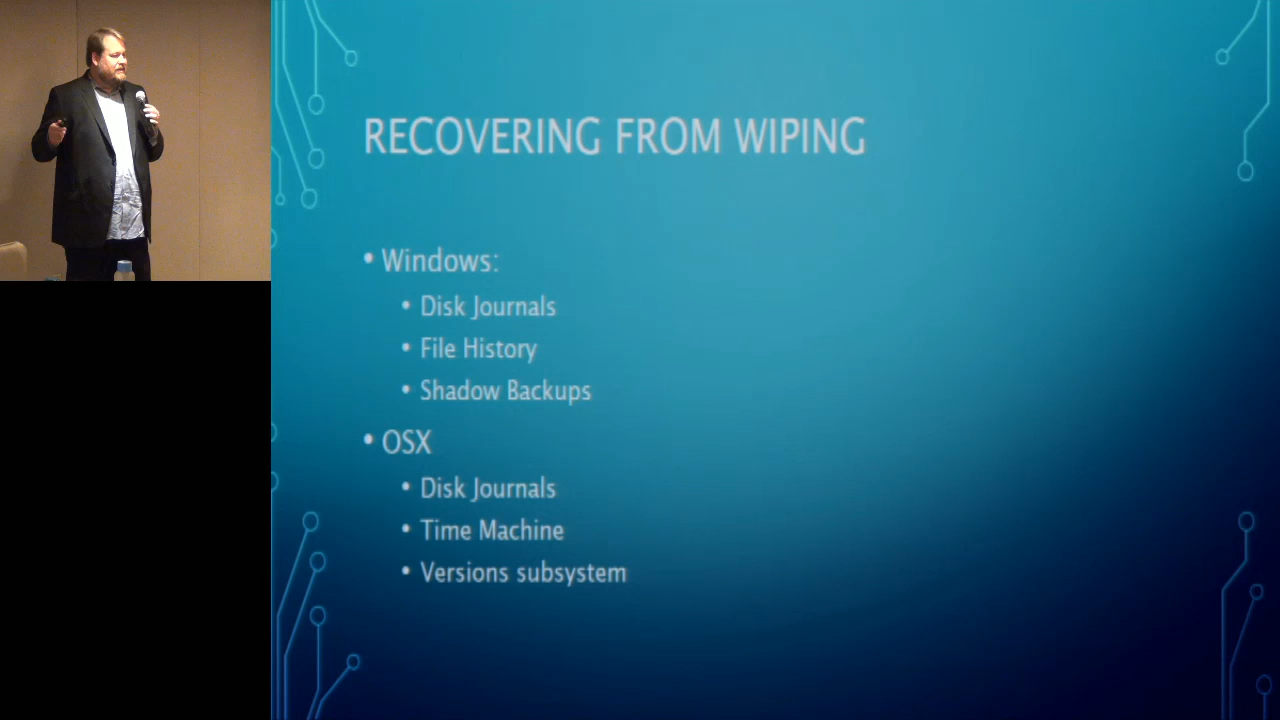 RECOVERING FROM WIPING
• Windows:
• Disk Journals
• File History
• Shadow Backups
• OSX
• Disk Journals
• Time Machine
• Versions subsystem